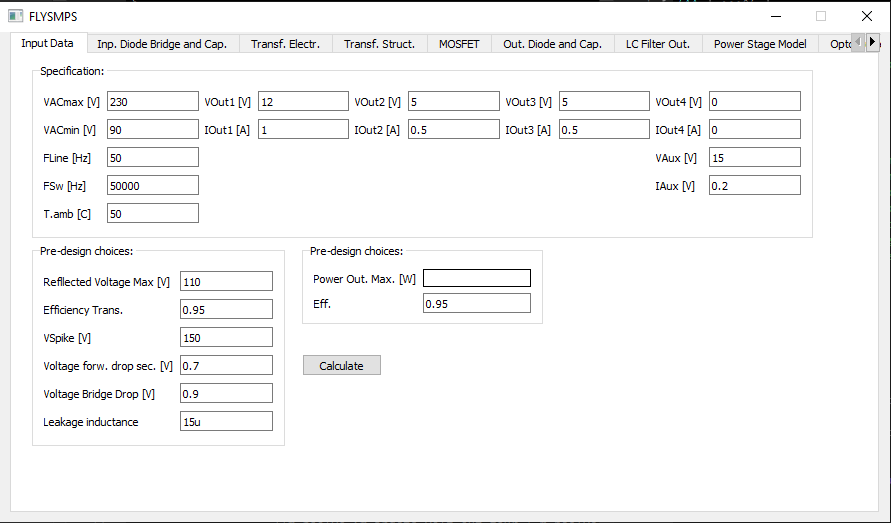 FLYSMPS
Input Data Inp. Diode Bridge and Cap. Transf. Electr. Transf. Struct. MOSFET Out. Diode and Cap. LC Filter Out. Power Stage Model
Specification:
VACmax [V] 230 VOut1 [V] 12 VOut2 [V] 5 VOut3 [V] 5 VOut4 [V] 0
VACmin [V] 90 IOut1 [A] 1 IOut2 [A] 0.5 IOut3 [A] 0.5 IOut4 [A] 0
FLine [Hz] 50 VAux [V] 15
FSw [Hz] 50000 IAux [V] 0.2
T.amb [C] 50
Pre-design choices: Pre-design choices:
Reflected Voltage Max [V] 110 Power Out. Max. [W]
Efficiency Trans. 0.95 Eff. 0.95
VSpike [V] 150
Voltage forw. drop sec. [V] 0.7 Calculate
Voltage Bridge Drop [V] 0.9
Leakage inductance 15u